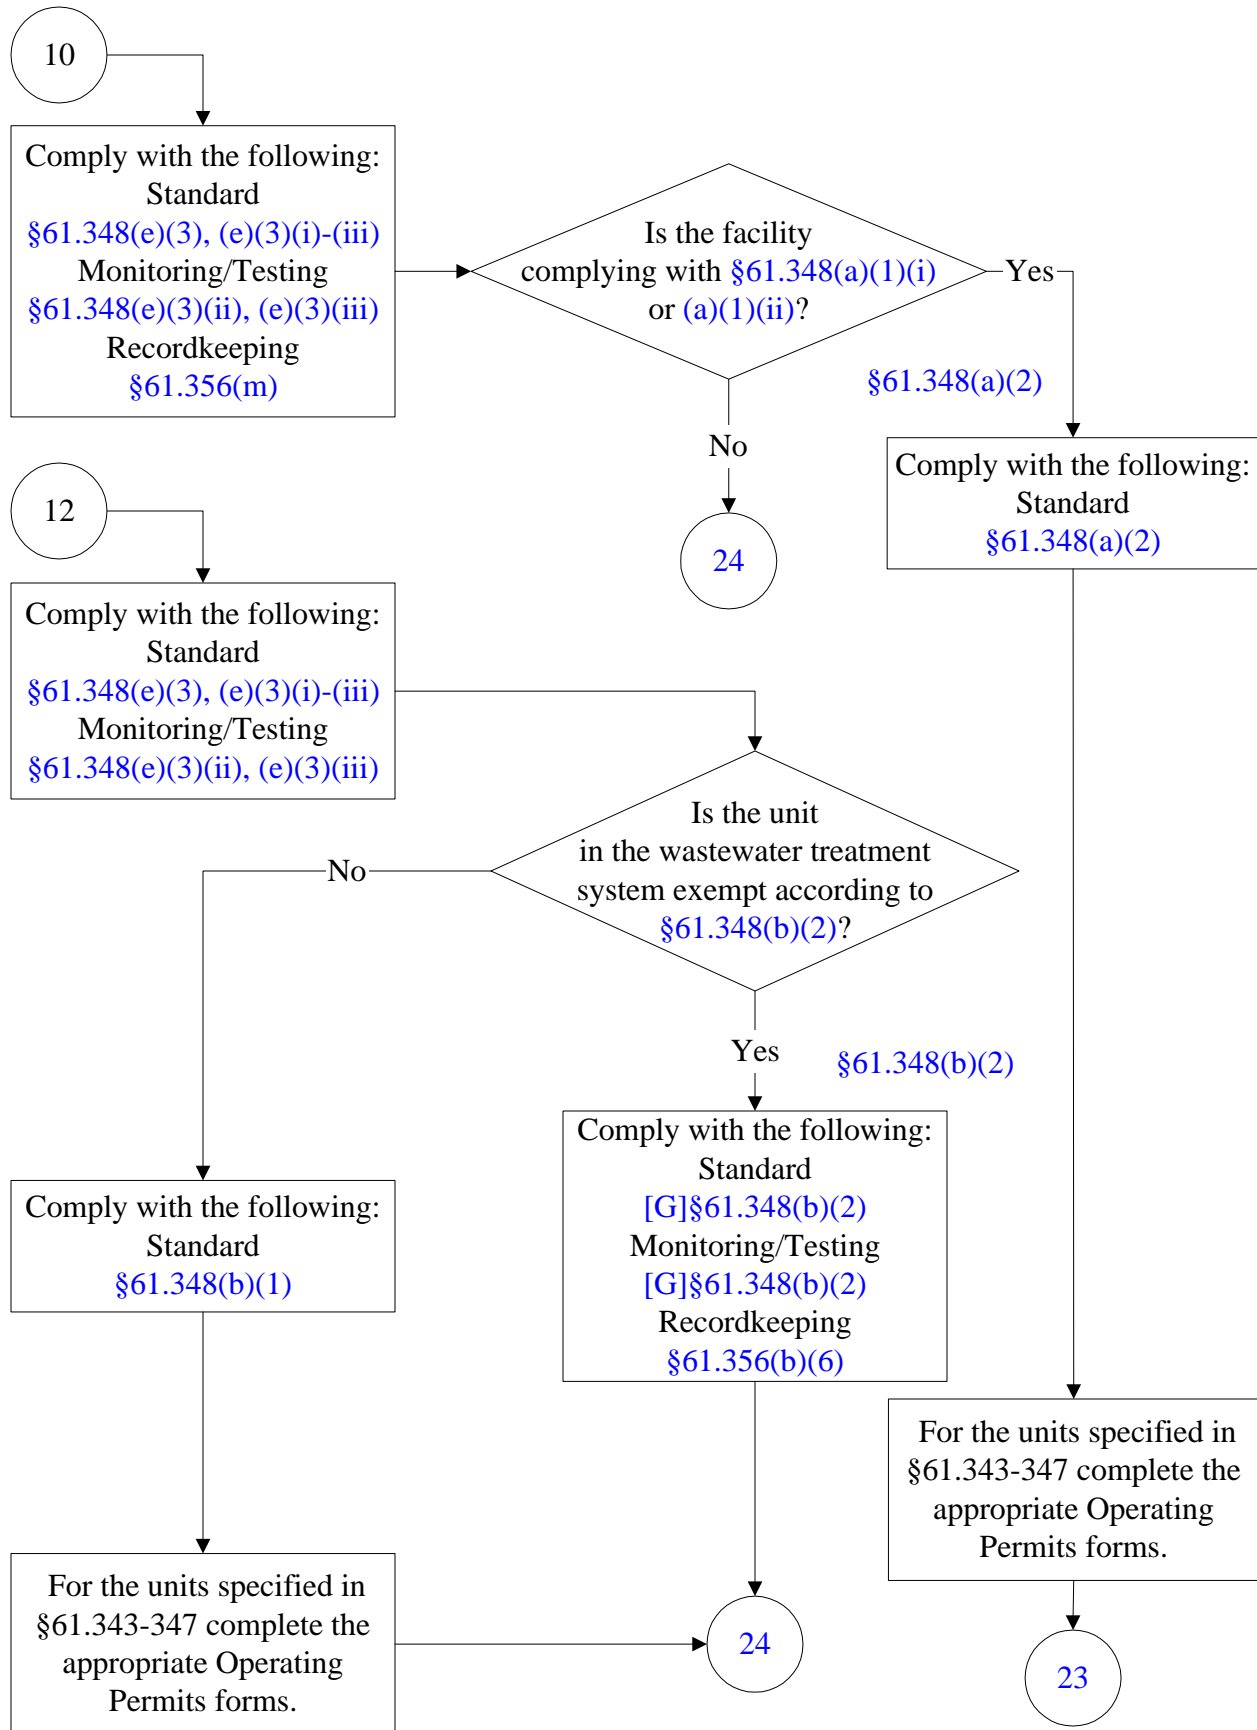 10
Comply with the following:
Standard
§61.348(e)(3), (e)(3)(i)-(iii)
Monitoring/Testing
§61.348(e)(3)(ii), (e)(3)(iii)
Recordkeeping
§61.356(m)
Is the facility
complying with §61.348(a)(1)(i)
or (a)(1)(ii)?
Yes
§61.348(a)(2)
No
24
Comply with the following:
Standard
§61.348(a)(2)
12
Comply with the following:
Standard
§61.348(e)(3), (e)(3)(i)-(iii)
Monitoring/Testing
§61.348(e)(3)(ii), (e)(3)(iii)
Is the unit
in the wastewater treatment
system exempt according to
§61.348(b)(2)?
No
Yes
§61.348(b)(2)
Comply with the following:
Standard
§61.348(b)(1)
Comply with the following:
Standard
[G]§61.348(b)(2)
Monitoring/Testing
[G]§61.348(b)(2)
Recordkeeping
§61.356(b)(6)
For the units specified in
§61.343-347 complete the
appropriate Operating
Permits forms.
For the units specified in
§61.343-347 complete the
appropriate Operating
Permits forms.
24
23